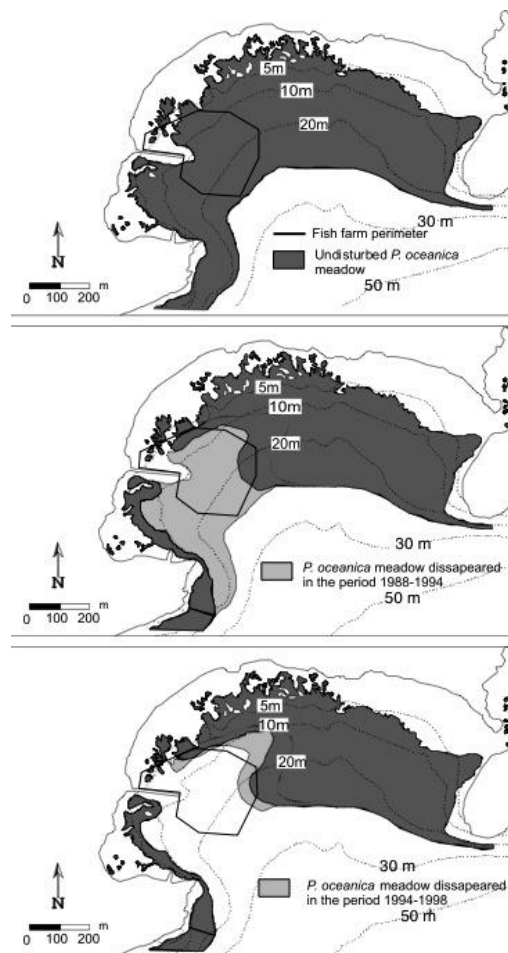 5m
10m
20m
30 m
Fish farm perimeter
Undisturbed P. oceanica
meadow
50 m
N
m
0 100 200
5m
10m
20m
30 m
P. oceanica meadow dissapeared
in the period 1988-1994
50 m
N
m
0 100 200
5m
10m
20m
30 m
P. oceanica meadow dissapeared
in the period 1994-1998
50 m
N
m
0 100 200